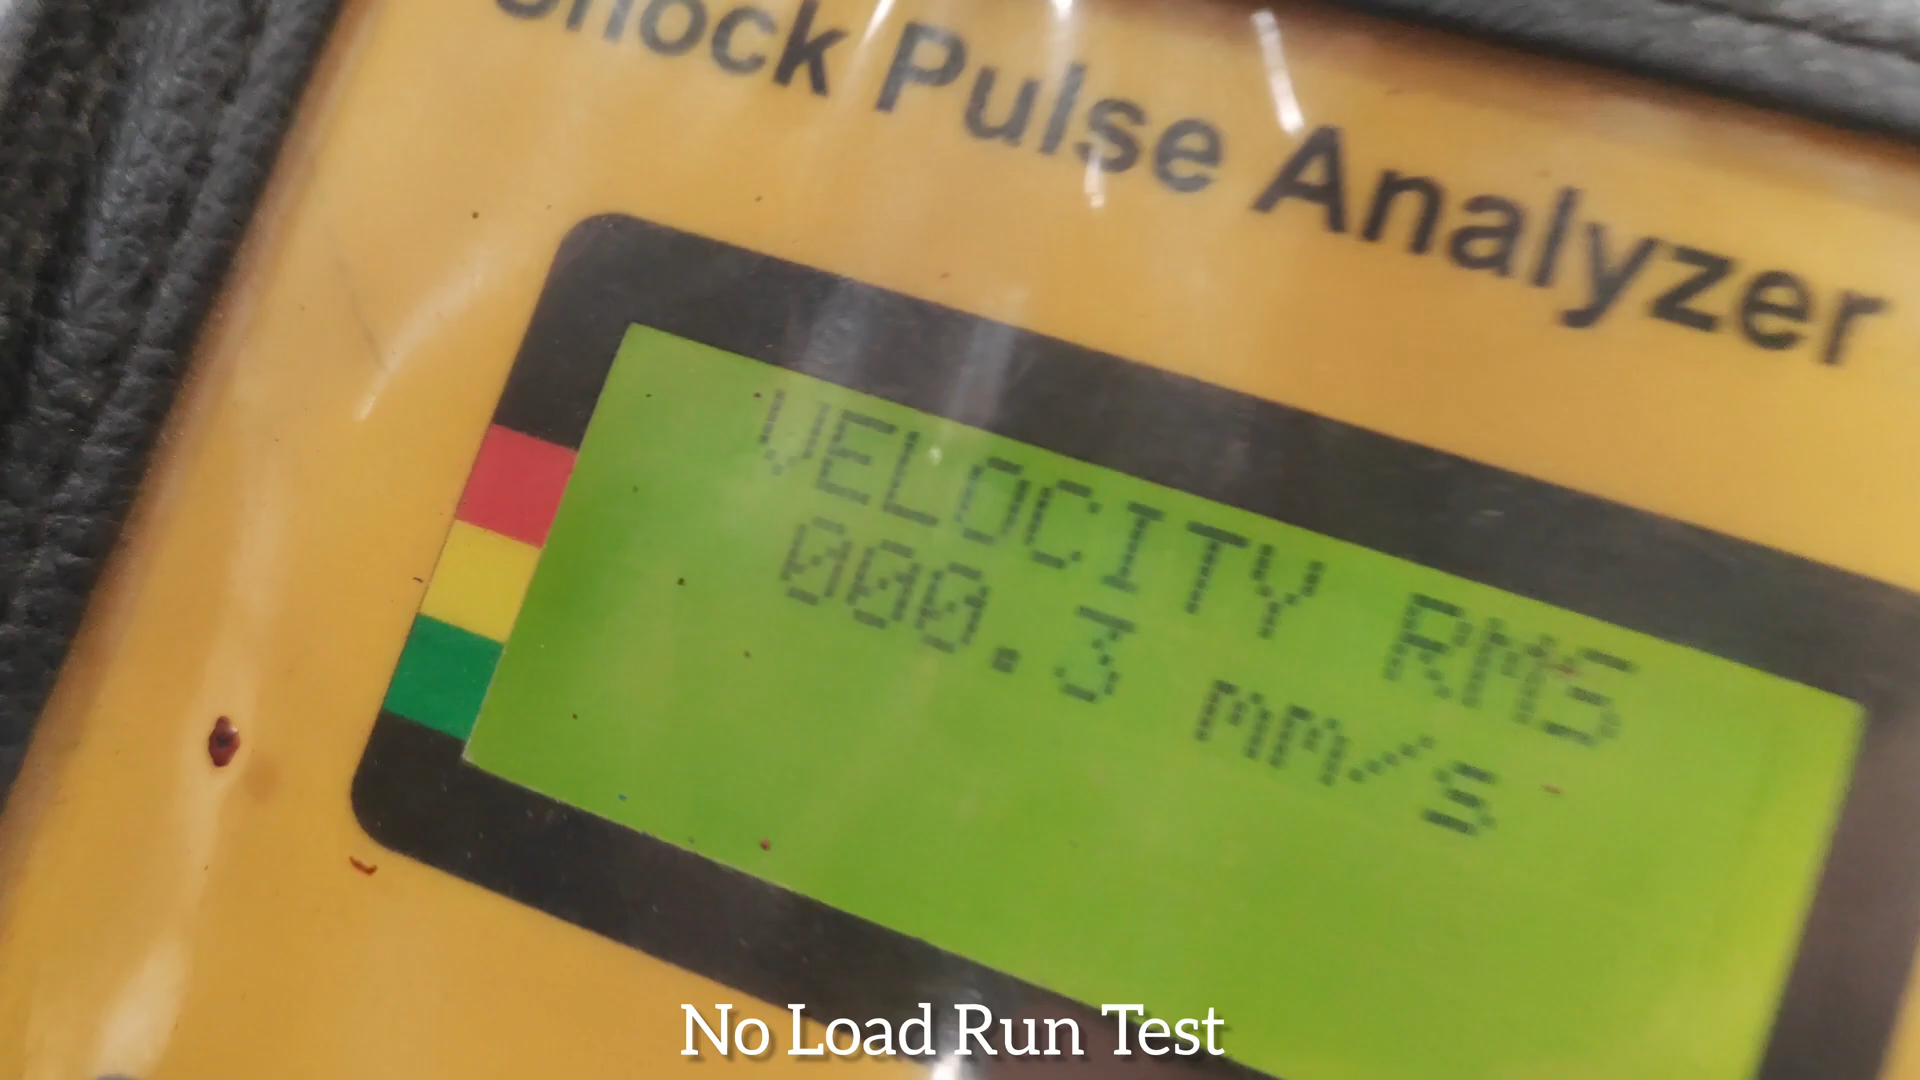 Shock Pulse Analyzer
VELOCITY RMS
000.3 mm/s
No Load Run Test